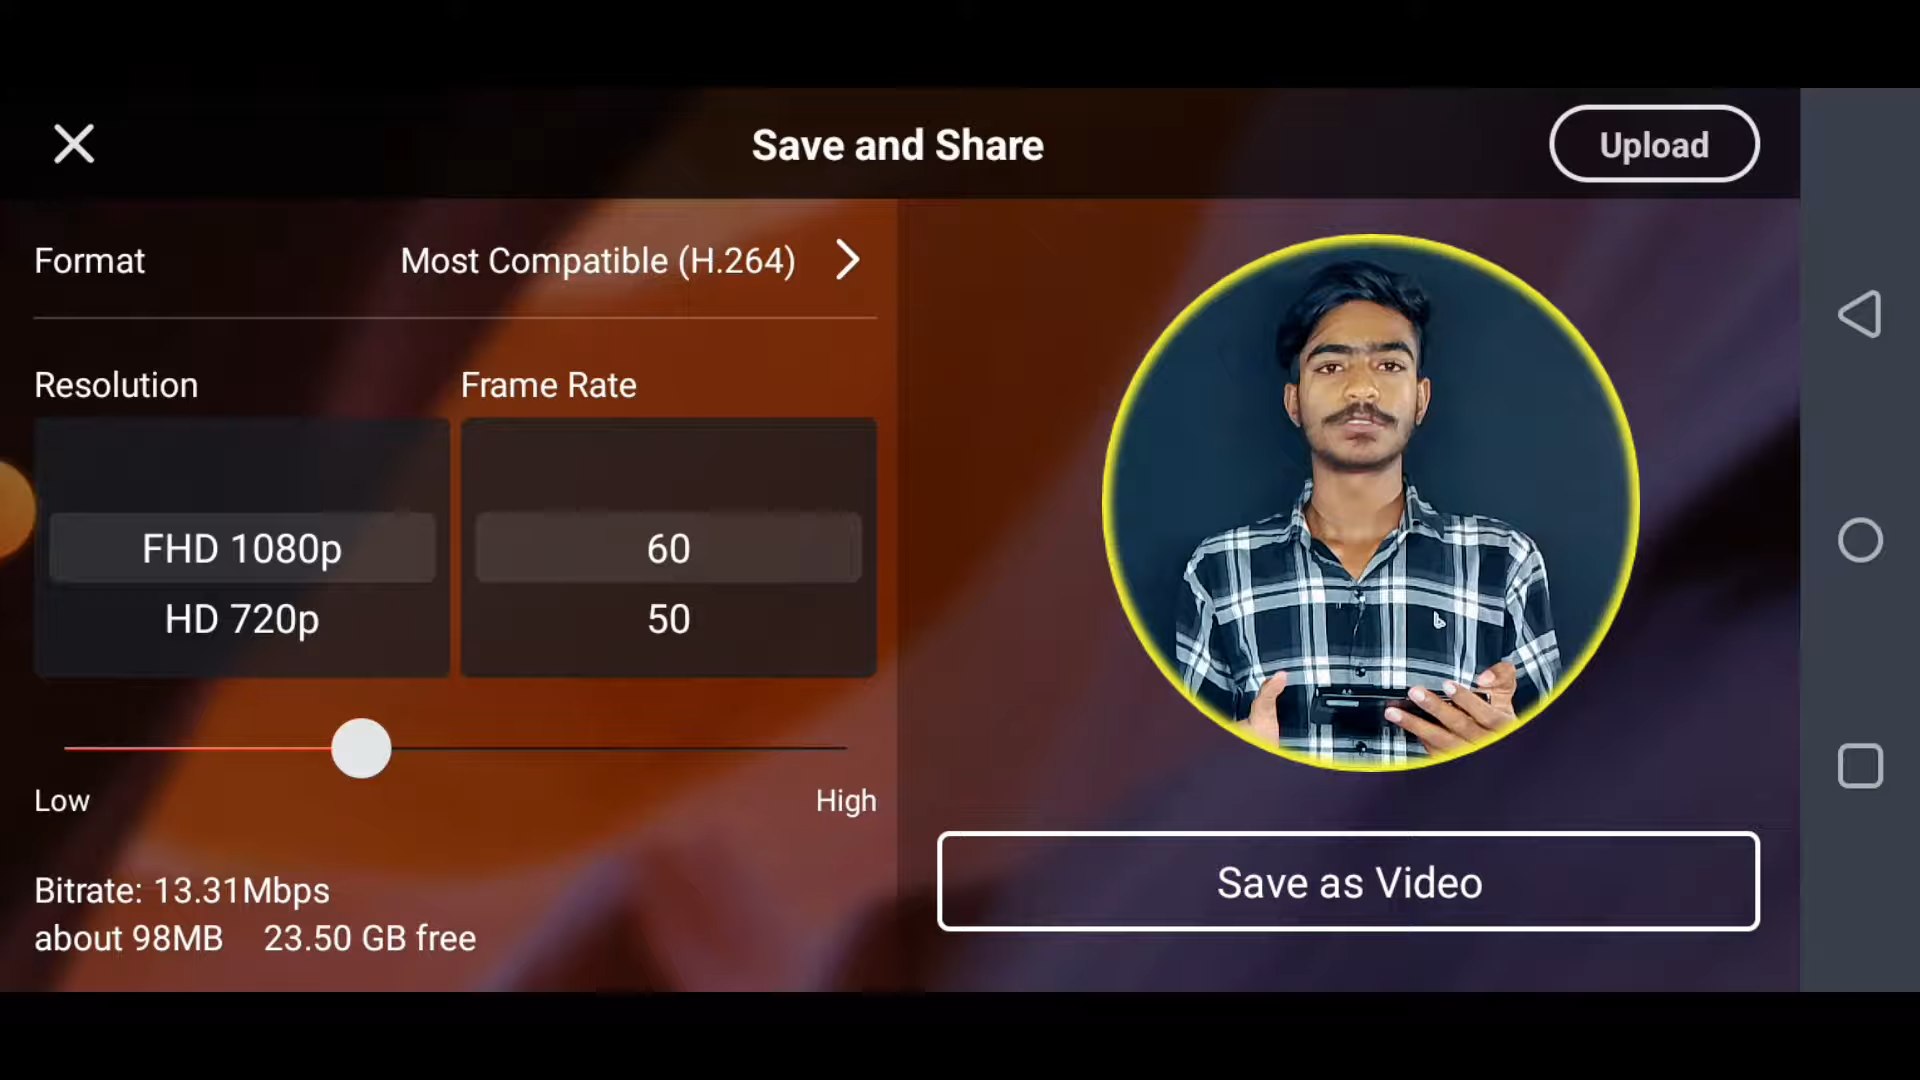 Save and Share
Upload
Format Most Compatible (H.264)
Resolution Frame Rate
FHD 1080p 60
HD 720p 50
Low High
Bitrate: 13.31Mbps
about 98MB 23.50 GB free
Save as Video